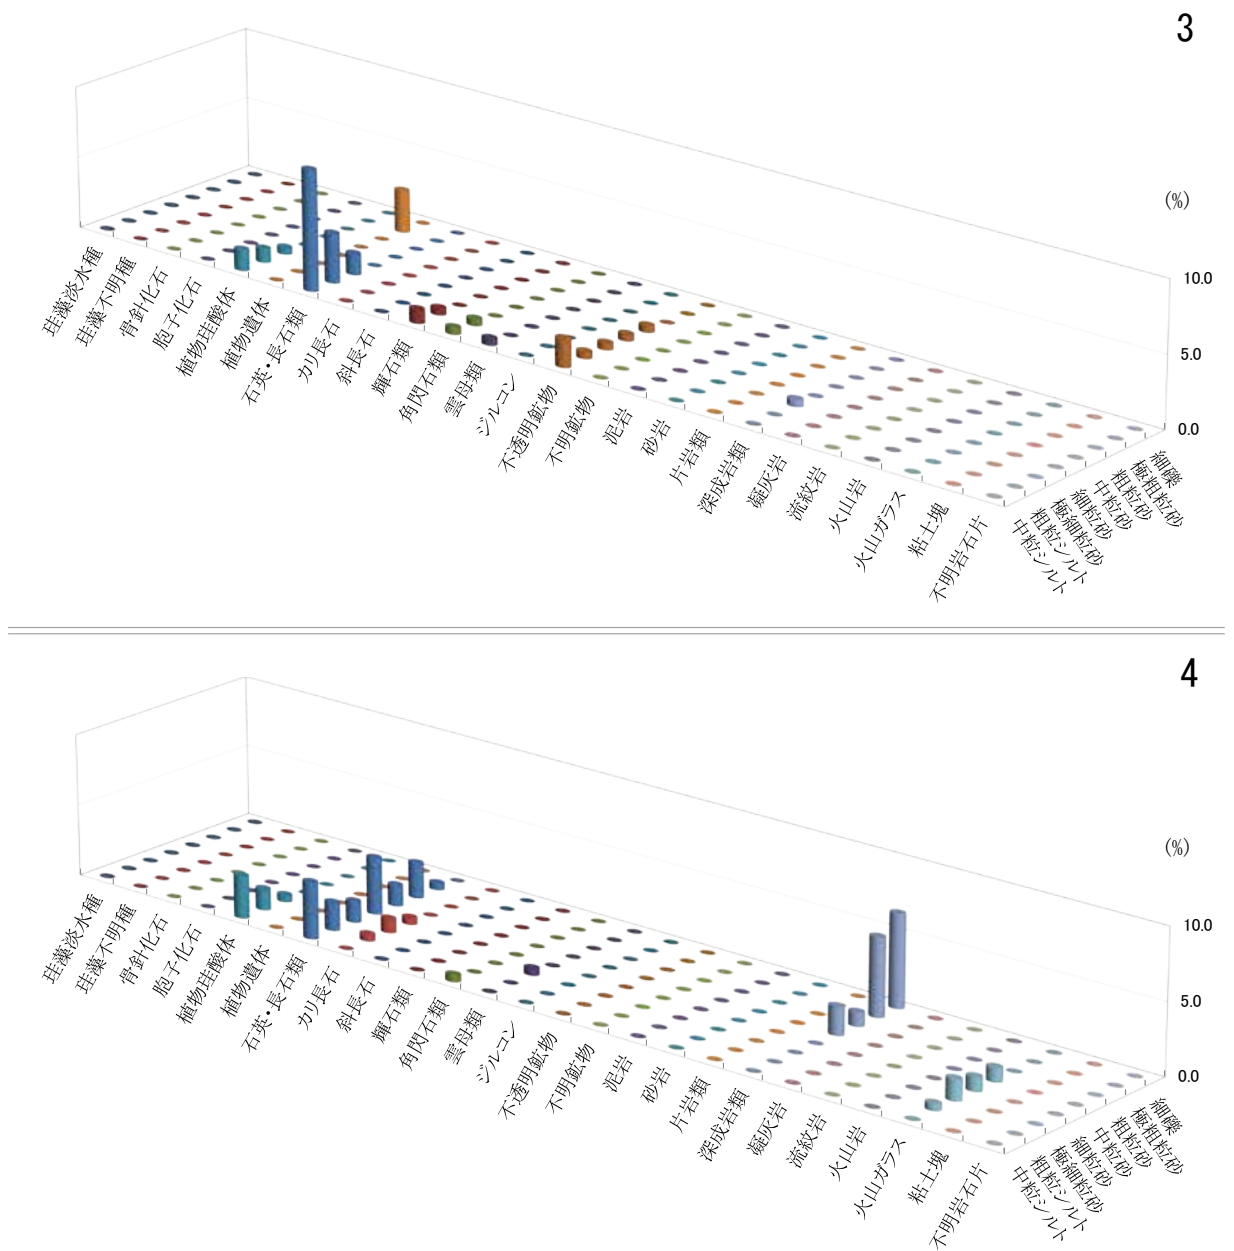 3
(%)
10.0
5.0
0.0
珪藻淡水種
珪藻不明種
骨針化石
胞子化石
植物珪酸体
植物遺体
石英・長石類
カリ長石
斜長石
輝石類
角閃石類
雲母類
ジルコン
不透明鉱物
不明鉱物
泥岩
砂岩
片岩類
深成岩類
凝灰岩
流紋岩
火山岩
火山ガラス
粘土塊
不明岩石片
中粒シルト
粗粒シルト
極細粒砂
細粒砂
中粒砂
粗粒砂
極粗粒砂
細礫
4
(%)
10.0
5.0
0.0
珪藻淡水種
珪藻不明種
骨針化石
胞子化石
植物珪酸体
植物遺体
石英・長石類
カリ長石
斜長石
輝石類
角閃石類
雲母類
ジルコン
不透明鉱物
不明鉱物
泥岩
砂岩
片岩類
深成岩類
凝灰岩
流紋岩
火山岩
火山ガラス
粘土塊
不明岩石片
中粒シルト
粗粒シルト
極細粒砂
細粒砂
中粒砂
粗粒砂
極粗粒砂
細礫